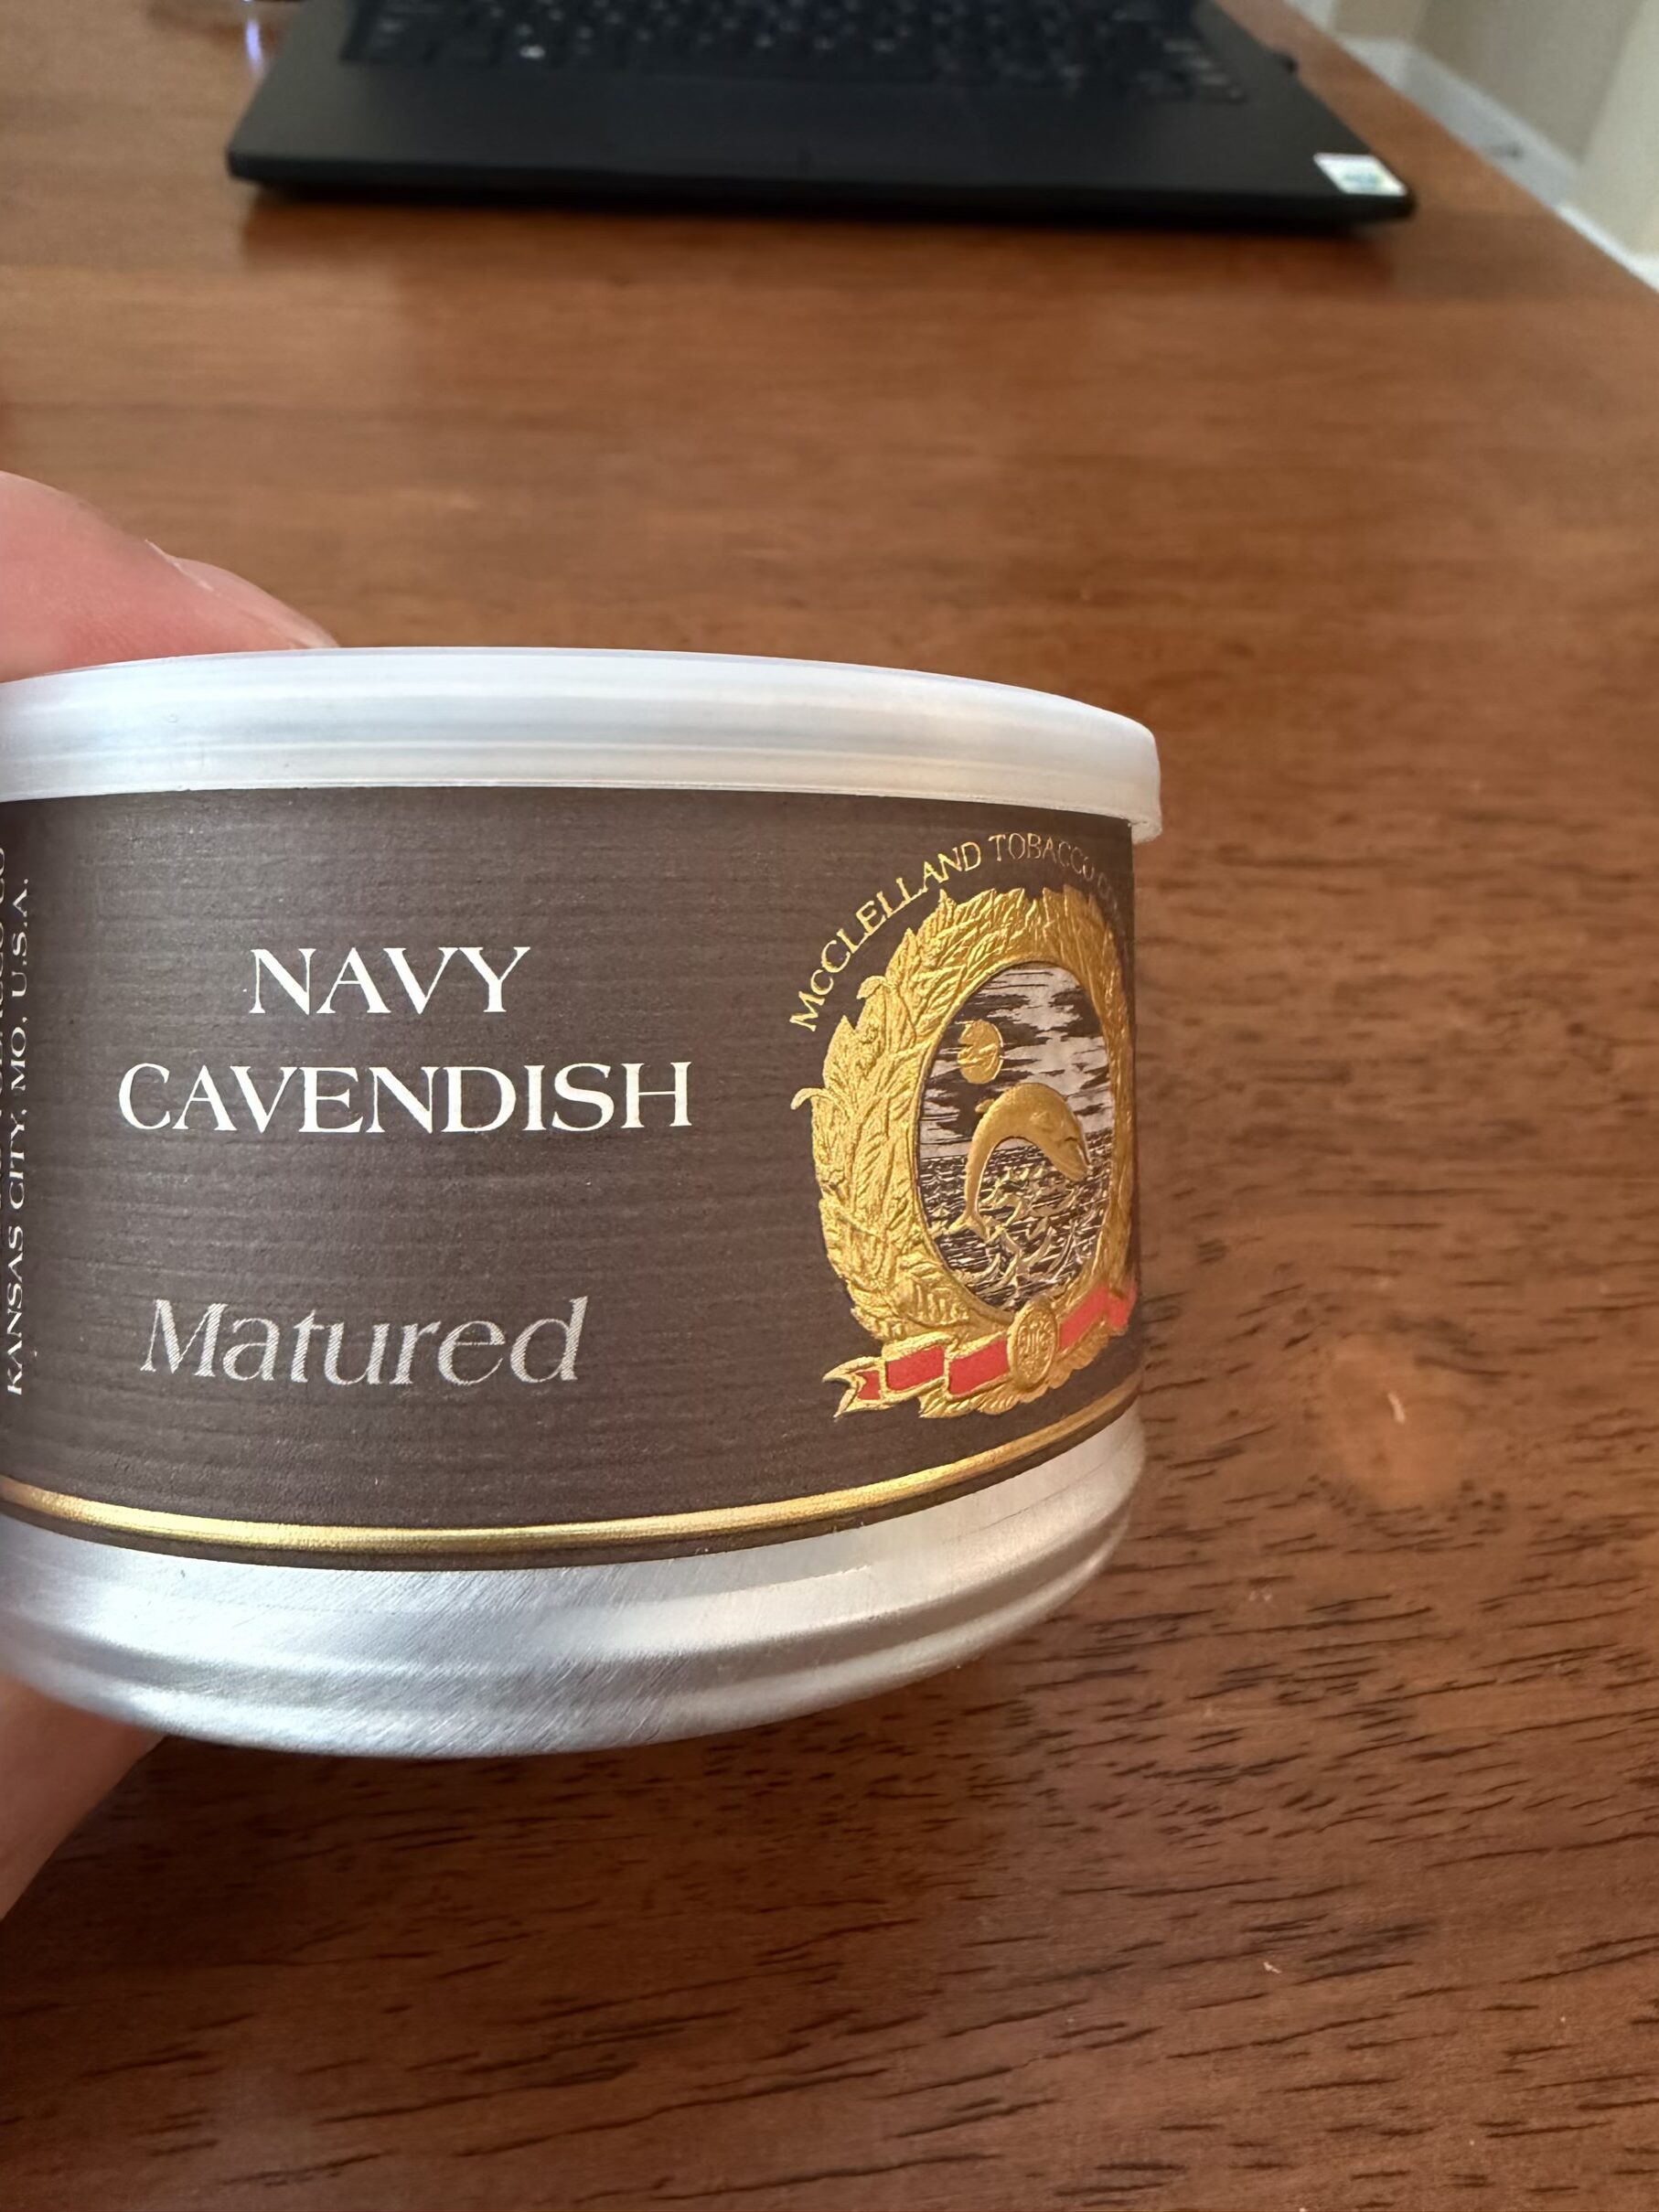 KANSAS CITY, MO, U.S.A.
NAVY
CAVENDISH
Matured
McCLELLAND TOBACCO